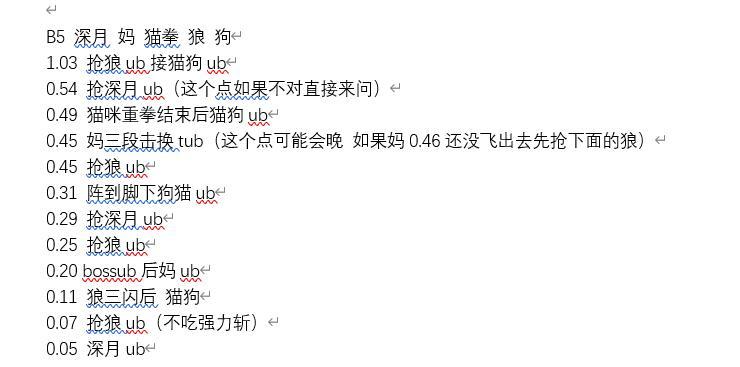 B5 深月 妈 猫拳 狼 狗
1.03 抢狼 ub 接猫狗 ub
0.54 抢深月 ub（这个点如果不对直接来问）
0.49 猫咪重拳结束后猫狗 ub
0.45 妈三段击换 tub（这个点可能会晚 如果妈 0.46 还没飞出去先抢下面的狼）
0.45 抢狼 ub
0.31 阵到脚下狗猫 ub
0.29 抢深月 ub
0.25 抢狼 ub
0.20 bossub 后妈 ub
0.11 狼三闪后 猫狗
0.07 抢狼 ub（不吃强力斩）
0.05 深月 ub